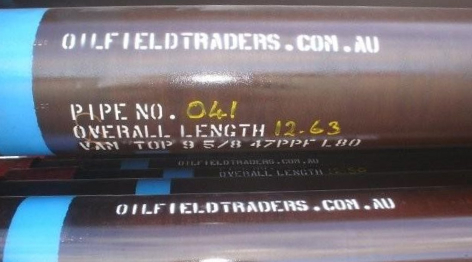 OILFIELDTRADERS.COM.AU
PIPE NO. 041
OVERALL LENGTH 12.63
VAM TOP 9 5/8 47PPF L80
OILFIELDTRADERS.COM.AU
OVERALL LENGTH
OILFIELDTRADERS.COM.AU